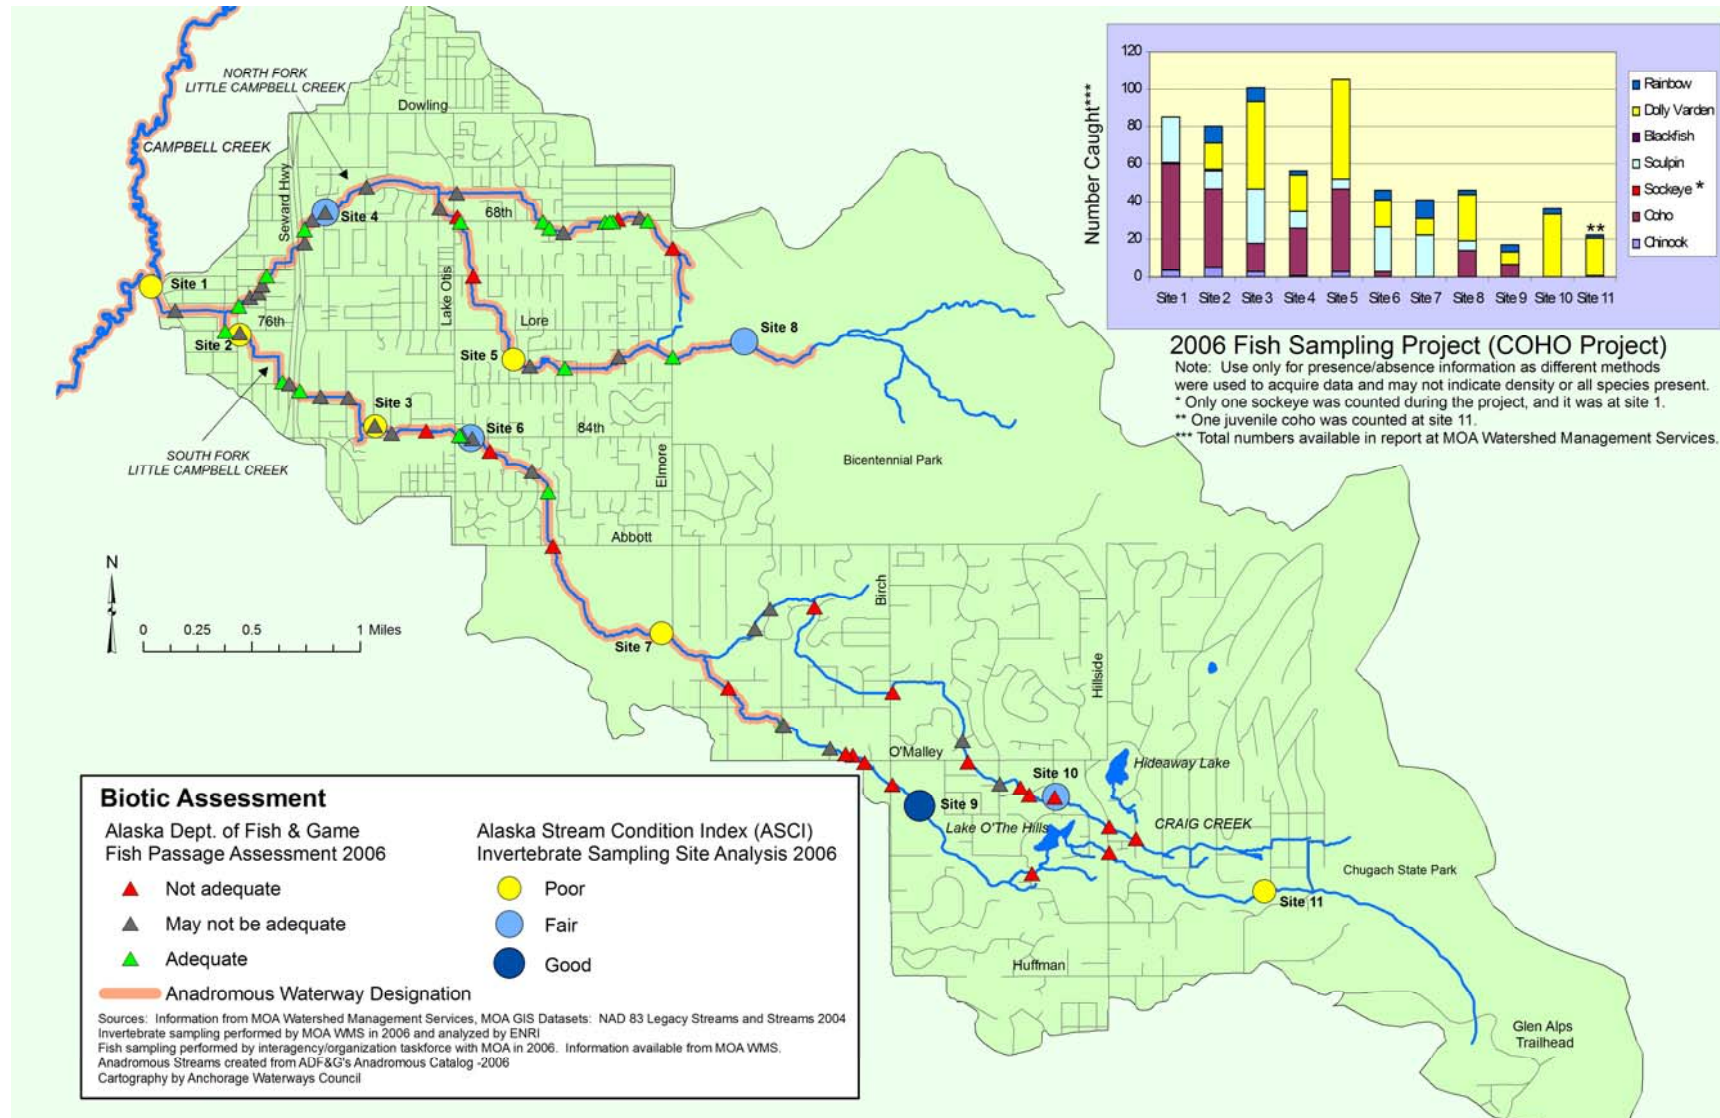 NORTH FORK
LITTLE CAMPBELL CREEK
Dowling
CAMPBELL CREEK
Seward Hwy
Site 4
68th
Site 1
76th
Lake Otis
Lore
Site 2
Site 5
Site 8
Site 3
Site 6
84th
Elmore
SOUTH FORK
LITTLE CAMPBELL CREEK
Bicentennial Park
Abbott
Birch
Site 7
Hillside
O'Malley
Hideaway Lake
Site 10
Site 9
Lake O'The Hills
CRAIG CREEK
Chugach State Park
Site 11
Huffman
Glen Alps
Trailhead
N
0 0.25 0.5 1 Miles
Number Caught***
120
100
80
60
40
20
0
**
Site 1 Site 2 Site 3 Site 4 Site 5 Site 6 Site 7 Site 8 Site 9 Site 10 Site 11
Rainbow
Dolly Varden
Blackfish
Sculpin
Sockeye *
Coho
Chinook
2006 Fish Sampling Project (COHO Project)
Note: Use only for presence/absence information as different methods
were used to acquire data and may not indicate density or all species present.
* Only one sockeye was counted during the project, and it was at site 1.
** One juvenile coho was counted at site 11.
*** Total numbers available in report at MOA Watershed Management Services.
Biotic Assessment
Alaska Dept. of Fish & Game
Fish Passage Assessment 2006
Not adequate
May not be adequate
Adequate
Alaska Stream Condition Index (ASCI)
Invertebrate Sampling Site Analysis 2006
Poor
Fair
Good
Anadromous Waterway Designation
Sources: Information from MOA Watershed Management Services, MOA GIS Datasets: NAD 83 Legacy Streams and Streams 2004
Invertebrate sampling performed by MOA WMS in 2006 and analyzed by ENRI
Fish sampling performed by interagency/organization taskforce with MOA in 2006. Information available from MOA WMS.
Anadromous Streams created from ADF&G's Anadromous Catalog -2006
Cartography by Anchorage Waterways Council